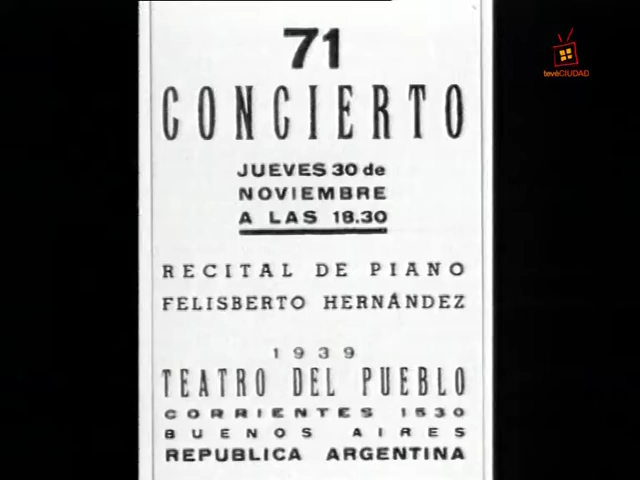 71
CONCIERTO
JUEVES 30 de
NOVIEMBRE
A LAS 18.30
RECITAL DE PIANO
FELISBERTO HERNÁNDEZ
1939
TEATRO DEL PUEBLO
CORRIENTES 1530
BUENOS AIRES
REPUBLICA ARGENTINA
tevéCIUDAD